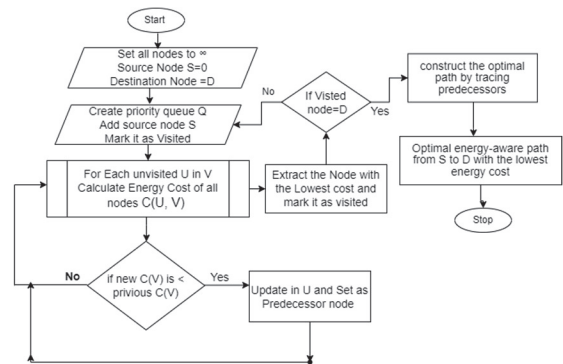 Start
Set all nodes to ∞
Source Node S=0
Destination Node =D
Create priority queue Q
Add source node S
Mark it as Visited
For Each unvisited U in V
Calculate Energy Cost of all
nodes C(U, V)
if new C(V) is <
privious C(V)
No
Yes
Update in U and Set as
Predecessor node
Extract the Node with
the Lowest cost and
mark it as visited
If Visted
node=D
No
Yes
construct the optimal
path by tracing
predecessors
Optimal energy-aware path
from S to D with the lowest
energy cost
Stop